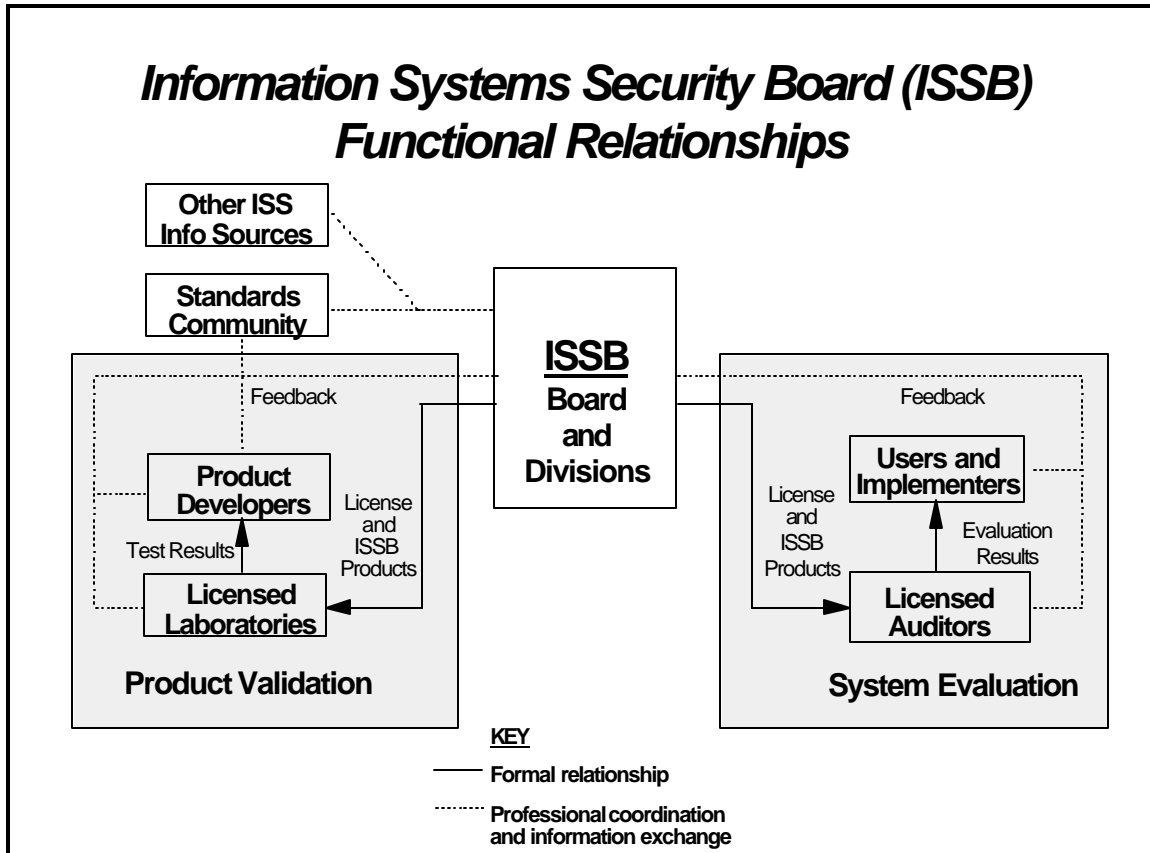 Information Systems Security Board (ISSB)
Functional Relationships
Other ISS
Info Sources
Standards
Community
ISSB
Board
and
Divisions
Feedback
Product
Developers
Test Results
License
and
ISSB
Products
Licensed
Laboratories
Product Validation
Feedback
Users and
Implementers
License
and
ISSB
Products
Evaluation
Results
Licensed
Auditors
System Evaluation
KEY
Formal relationship
Professional coordination
and information exchange